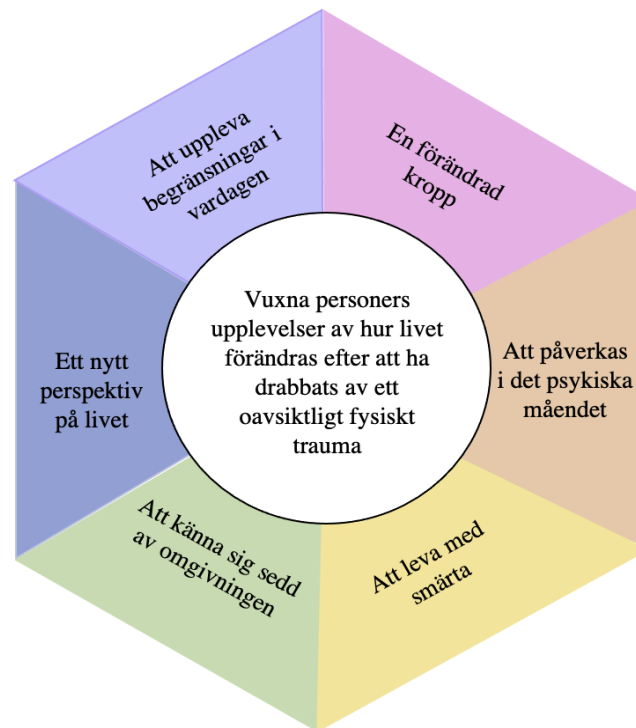 Att uppleva
begränsningar i
vardagen
En förändrad
kropp
Vuxna personers
upplevelser av hur livet
förändras efter att ha
drabbats av ett
oavsiktligt fysiskt
trauma
Att påverkas
i det psykiska
måendet
Ett nytt
perspektiv
på livet
Att känna sig sedd
av omgivningen
Att leva med
smärta